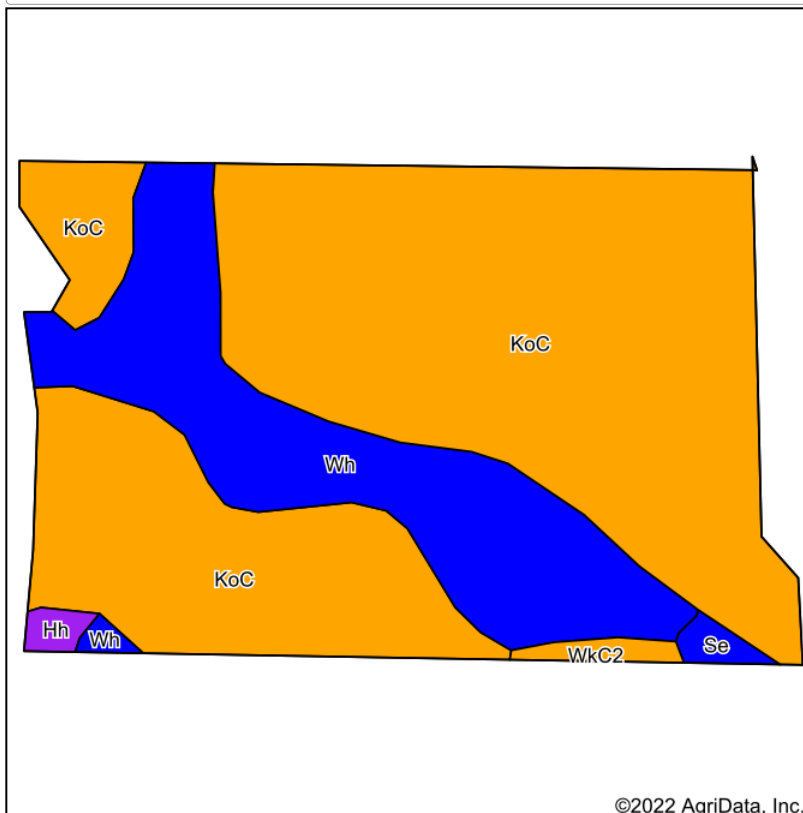 KoC
KoC
Wh
KoC
Hh
Wh
WkC2
Se
©2022 AgriData, Inc.